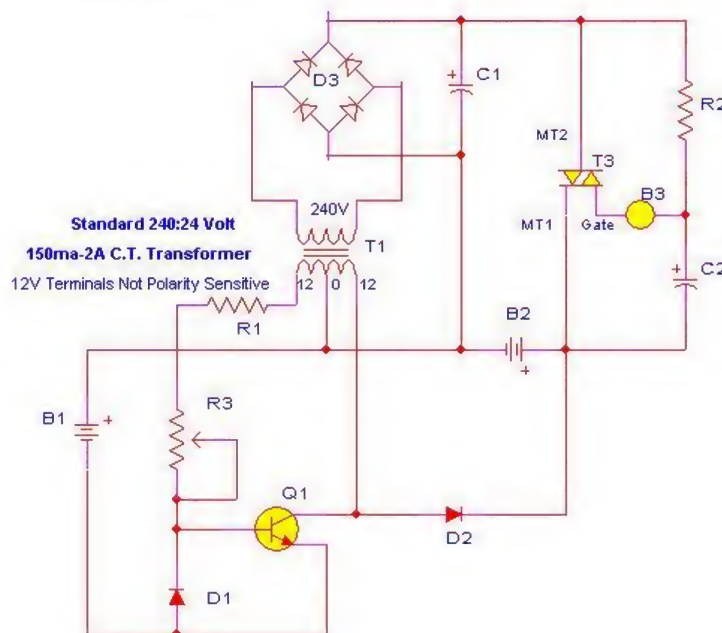 D3
+
C1
R2
MT2
T3
B3
240V
MT1
Gate
Standard 240:24 Volt
T1
150ma-2A C.T. Transformer
+
C2
12V Terminals Not Polarity Sensitive
12 0 12
R1
B2
+
R3
B1 +
Q1
D2
D1